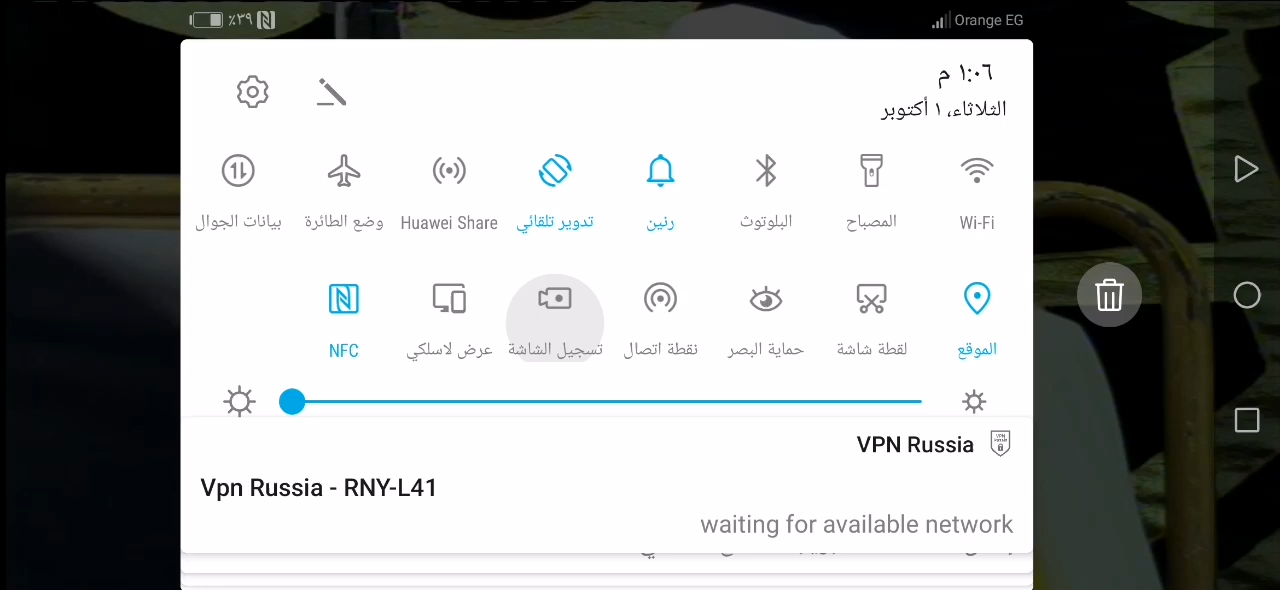 ٪٣٩
Orange EG
١:٠٦ م
الثلاثاء، ١ أكتوبر
Wi-Fi
المصباح
البلوتوث
رنين
تدوير تلقائي
Huawei Share
وضع الطائرة
بيانات الجوال
الموقع
لقطة شاشة
حماية البصر
نقطة اتصال
تسجيل الشاشة
عرض لاسلكي
NFC
VPN Russia
Vpn Russia - RNY-L41
waiting for available network